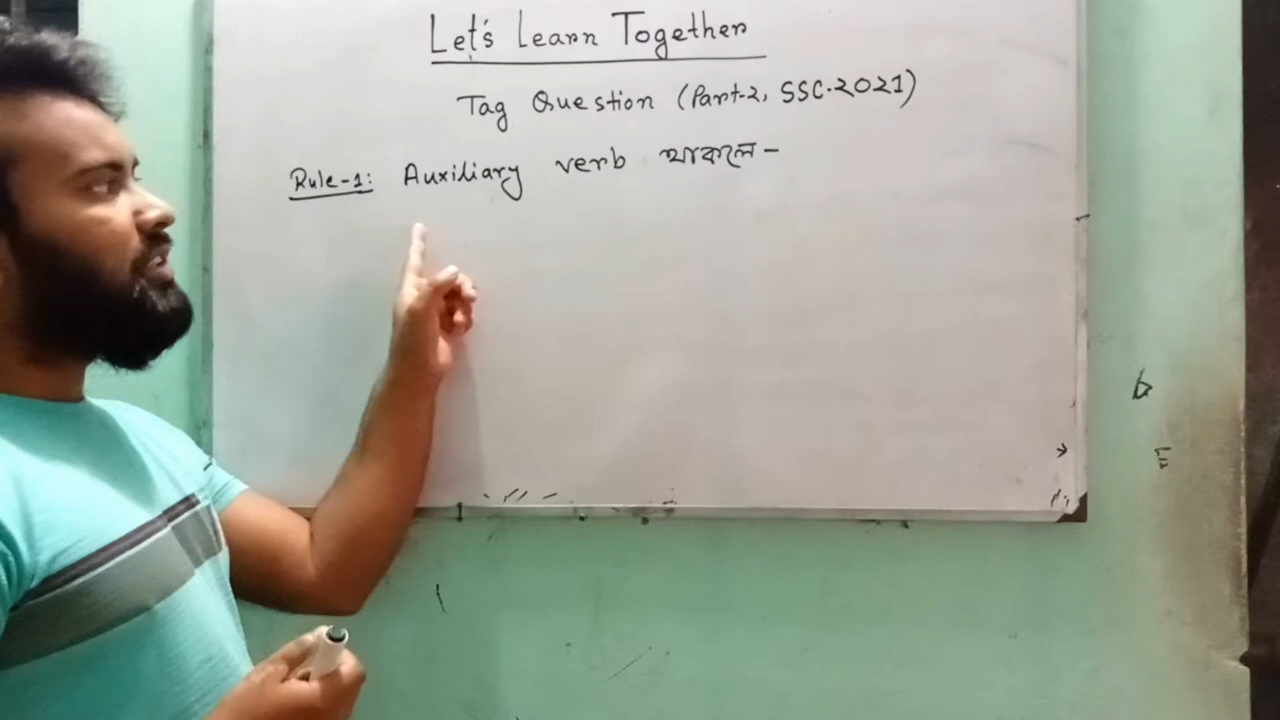 Let's Learn Together
Tag Question (Part-2, SSC-2021)
Rule-1: Auxiliary verb থাকলে-